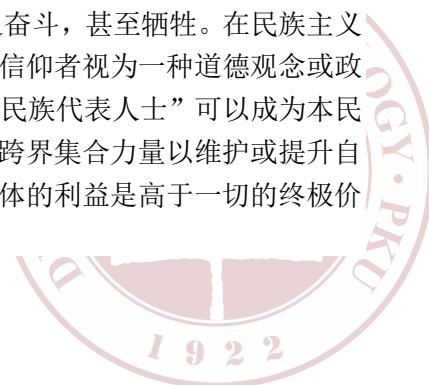 奋斗，甚至牺牲。在民族主义
信仰者视为一种道德观念或政
民族代表人士”可以成为本民
跨界集合力量以维护或提升自
体的利益是高于一切的终极价
OGY · PKU
1922